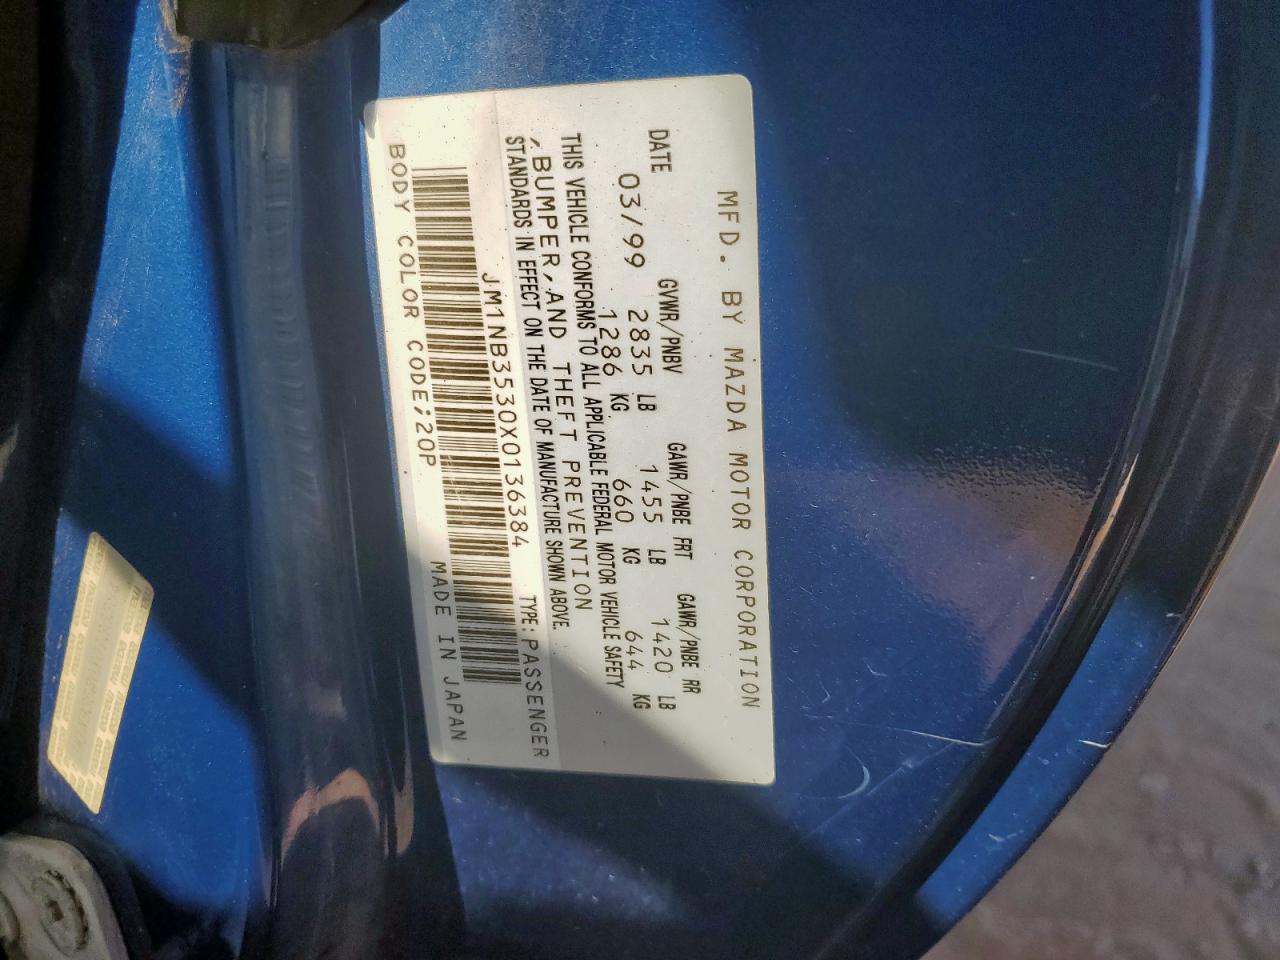 MFD. BY MAZDA MOTOR CORPORATION
DATE GVWR/PNBV GAWR/PNBE FRT GAWR/PNBE RR
03/99 2835 LB 1455 LB 1420 LB
1286 KG 660 KG 644 KG
THIS VEHICLE CONFORMS TO ALL APPLICABLE FEDERAL MOTOR VEHICLE SAFETY
, BUMPER, AND THEFT PREVENTION
STANDARDS IN EFFECT ON THE DATE OF MANUFACTURE SHOWN ABOVE.
JM1NB3530X0136384 TYPE: PASSENGER
BODY COLOR CODE;20P MADE IN JAPAN